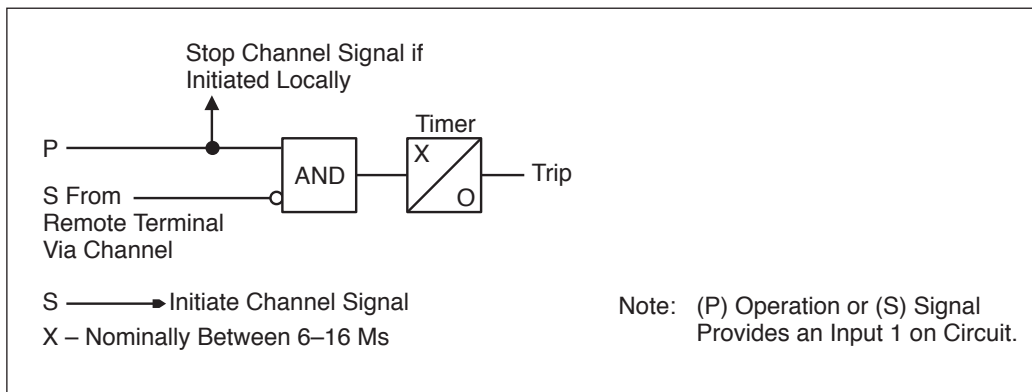 Stop Channel Signal if
Initiated Locally
P
AND
Timer
X
O
Trip
S From
Remote Terminal
Via Channel
S Initiate Channel Signal
X – Nominally Between 6–16 Ms
Note: (P) Operation or (S) Signal
Provides an Input 1 on Circuit.